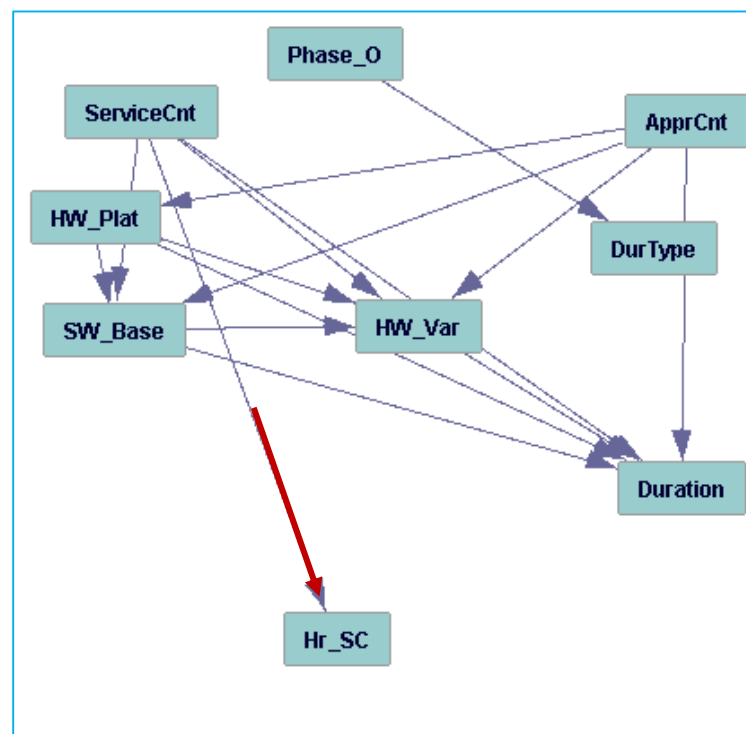 Phase_O
ServiceCnt
ApprCnt
HW_Plat
DurType
SW_Base
HW_Var
Duration
Hr_SC